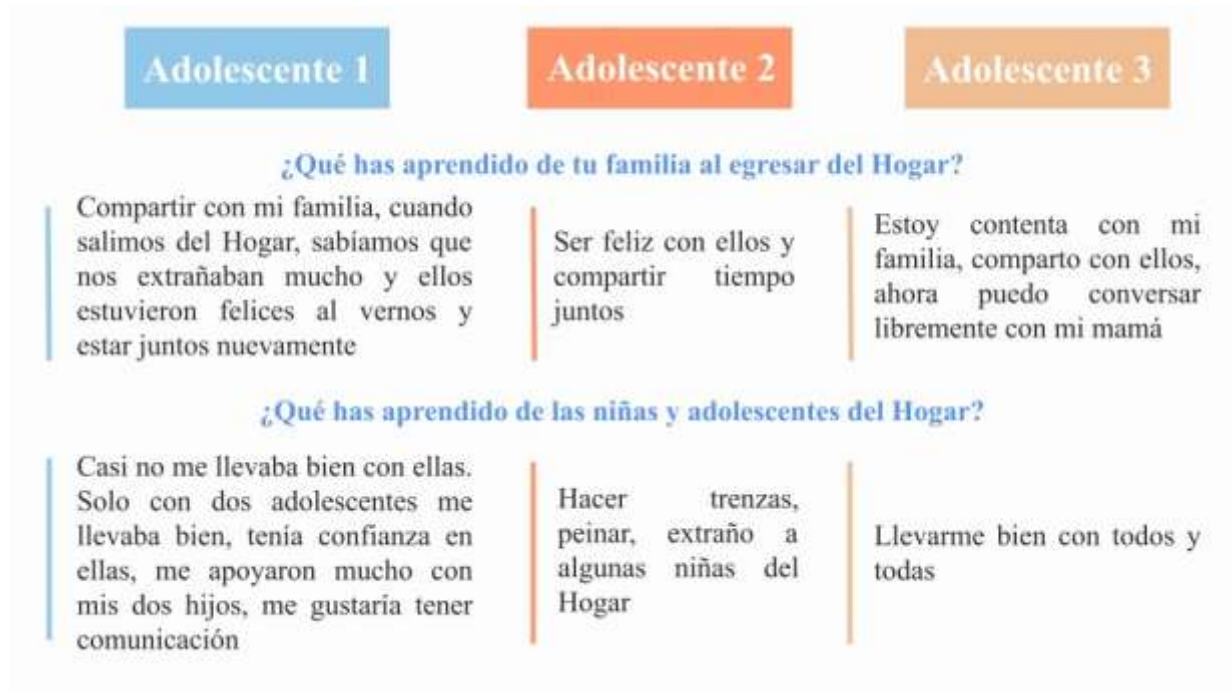 Adolescente 1
Adolescente 2
Adolescente 3
¿Qué has aprendido de tu familia al egresar del Hogar?
Compartir con mi familia, cuando
salimos del Hogar, sabíamos que
nos extrañaban mucho y ellos
estuvieron felices al vernos y
estar juntos nuevamente
Ser feliz con ellos y
compartir tiempo
juntos
Estoy contenta con mi
familia, comparto con ellos,
ahora puedo conversar
libremente con mi mamá
¿Qué has aprendido de las niñas y adolescentes del Hogar?
Casi no me llevaba bien con ellas.
Solo con dos adolescentes me
llevaba bien, tenía confianza en
ellas, me apoyaron mucho con
mis dos hijos, me gustaría tener
comunicación
Hacer trenzas,
peinar, extraño a
algunas niñas del
Hogar
Llevarme bien con todos y
todas